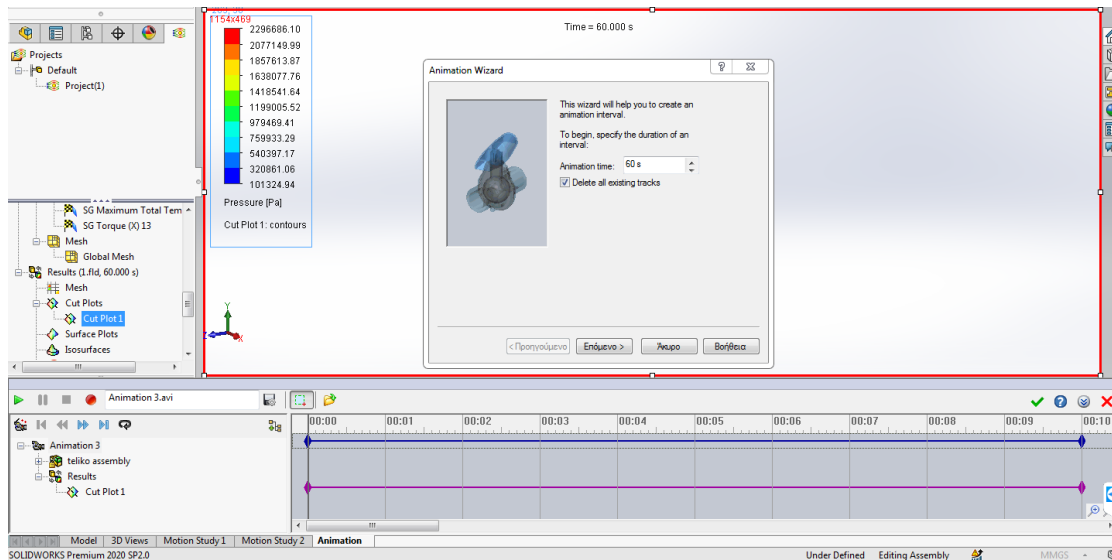 1154x469
2296686.10
2077149.99
1857613.87
1638077.76
1418541.64
1199005.52
979469.41
759933.29
540397.17
320861.06
101324.94
Pressure [Pa]
Cut Plot 1: contours
Time = 60.000 s
Projects
Default
Project(1)
SG Maximum Total Tem
SG Torque (X) 13
Mesh
Global Mesh
Results (1.fld, 60.000 s)
Mesh
Cut Plots
Cut Plot 1
Surface Plots
Isosurfaces
Y
X
Animation Wizard
This wizard will help you to create an
animation interval.
To begin, specify the duration of an
interval:
Animation time: 60 s
Delete all existing tracks
< Προηγούμενο
Επόμενο >
Άκυρο
Βοήθεια
Animation 3.avi
00:00 00:01 00:02 00:03 00:04 00:05 00:06 00:07 00:08 00:09 00:10
Animation 3
teliko assembly
Results
Cut Plot 1
Model 3D Views Motion Study 1 Motion Study 2 Animation
SOLIDWORKS Premium 2020 SP2.0 Under Defined Editing Assembly MMGS